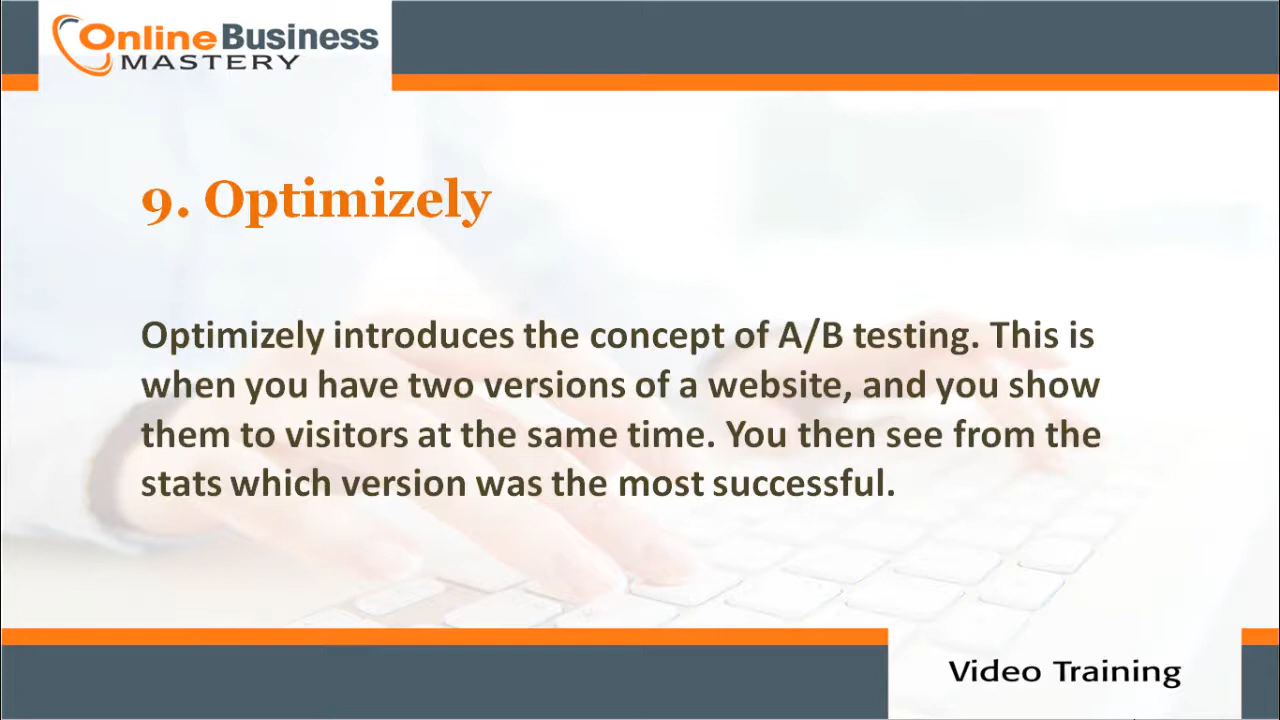 Online Business
MASTERY
9. Optimizely
Optimizely introduces the concept of A/B testing. This is
when you have two versions of a website, and you show
them to visitors at the same time. You then see from the
stats which version was the most successful.
Video Training